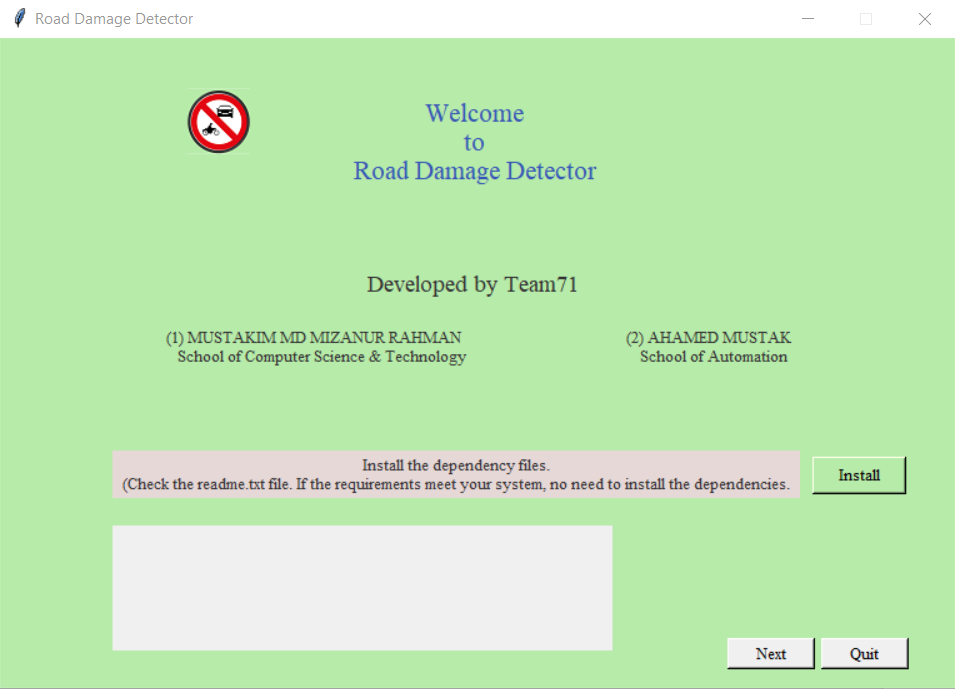 Road Damage Detector
Welcome
to
Road Damage Detector
Developed by Team71
(1) MUSTAKIM MD MIZANUR RAHMAN
School of Computer Science & Technology
(2) AHAMED MUSTAK
School of Automation
Install the dependency files.
(Check the readme.txt file. If the requirements meet your system, no need to install the dependencies.
Install
Next
Quit